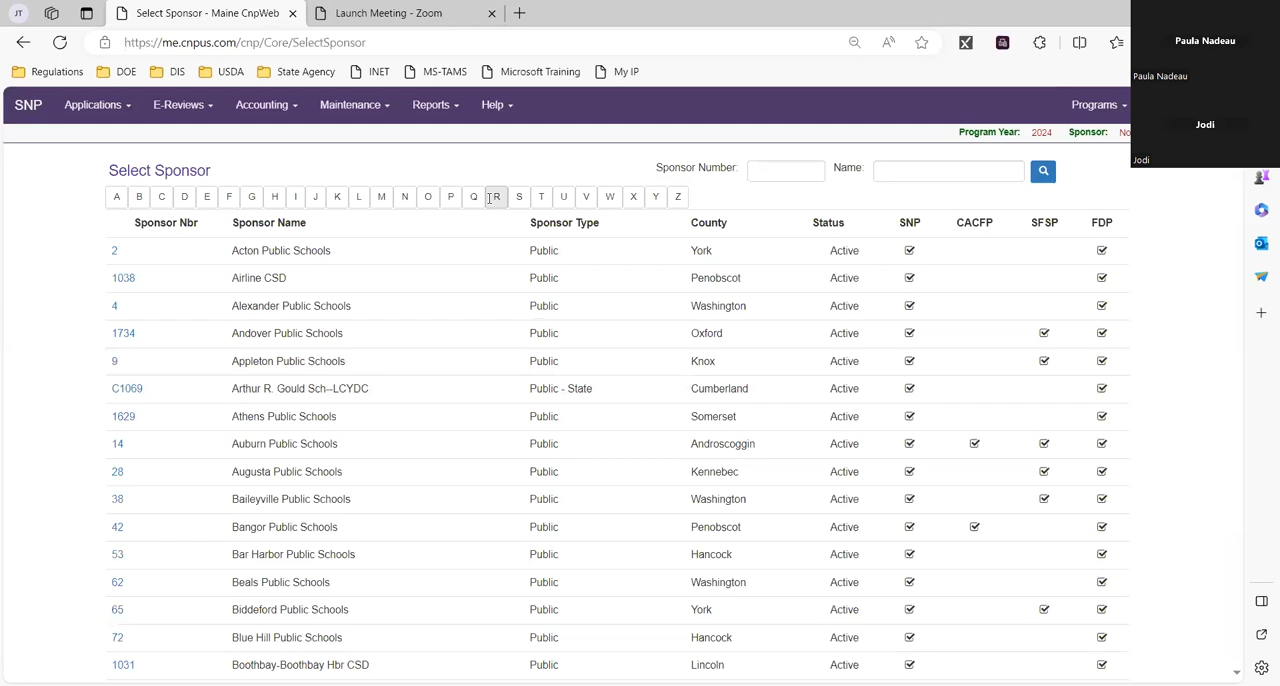 JT Select Sponsor - Maine CnpWeb Launch Meeting - Zoom
https://me.cnpus.com/cnp/Core/SelectSponsor
Regulations DOE DIS USDA State Agency INET MS-TAMS Microsoft Training My IP
Paula Nadeau
Paula Nadeau
Jodi
Jodi
SNP Applications E-Reviews Accounting Maintenance Reports Help Programs
Program Year: 2024 Sponsor: No
Select Sponsor Sponsor Number: Name:
A B C D E F G H I J K L M N O P Q R S T U V W X Y Z
Sponsor Nbr Sponsor Name Sponsor Type County Status SNP CACFP SFSP FDP
2 Acton Public Schools Public York Active
1038 Airline CSD Public Penobscot Active
4 Alexander Public Schools Public Washington Active
1734 Andover Public Schools Public Oxford Active
9 Appleton Public Schools Public Knox Active
C1069 Arthur R. Gould Sch--LCYDC Public - State Cumberland Active
1629 Athens Public Schools Public Somerset Active
14 Auburn Public Schools Public Androscoggin Active
28 Augusta Public Schools Public Kennebec Active
38 Baileyville Public Schools Public Washington Active
42 Bangor Public Schools Public Penobscot Active
53 Bar Harbor Public Schools Public Hancock Active
62 Beals Public Schools Public Washington Active
65 Biddeford Public Schools Public York Active
72 Blue Hill Public Schools Public Hancock Active
1031 Boothbay-Boothbay Hbr CSD Public Lincoln Active